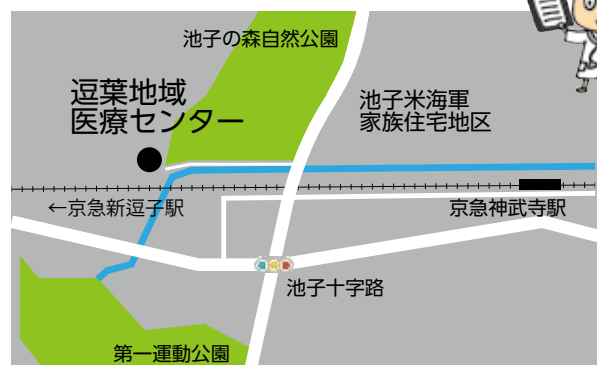 池子の森自然公園
逗葉地域
医療センター
池子米海軍
家族住宅地区
←京急新逗子駅
京急神武寺駅
池子十字路
第一運動公園